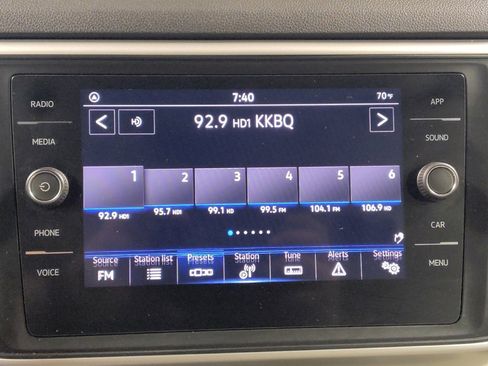 RADIO
MEDIA
PHONE
VOICE
7:40
70°F
92.9 HD1 KKBQ
1 2 3 4 5 6
92.9 HD1 95.7 HD1 99.1 HD 99.5 FM 104.1 FM 106.9 HD
Source Station list Presets Station Tune Alerts Settings
FM
APP
SOUND
CAR
MENU